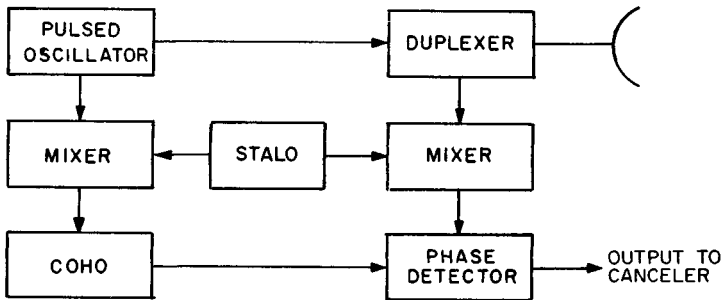 PULSED
OSCILLATOR
DUPLEXER
MIXER
STALO
MIXER
COHO
PHASE
DETECTOR
OUTPUT TO
CANCELER